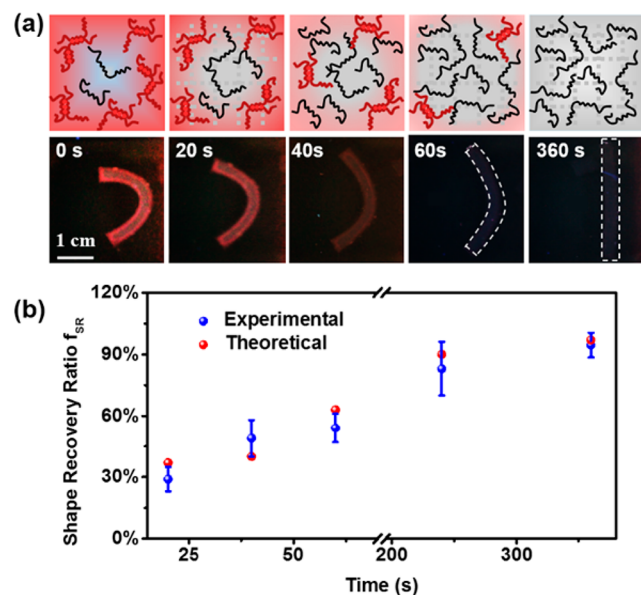 (a)
0 s
20 s
40s
60s
360 s
1 cm
(b)
120%
90%
60%
30%
0%
Shape Recovery Ratio fSR
Experimental
Theoretical
25
50
200
300
Time (s)